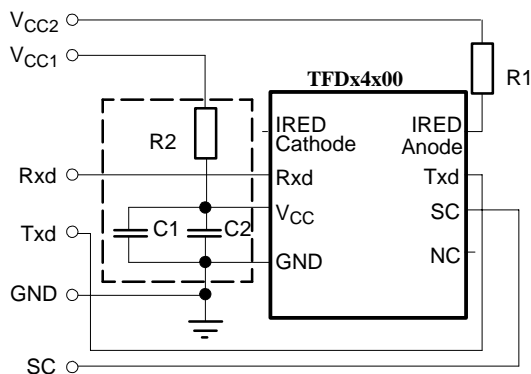 VCC2
VCC1
TFDx4x00
R1
R2
IRED
Cathode
IRED
Anode
Rxd
Rxd
Txd
Txd
C1
C2
VCC
SC
GND
NC
GND
SC